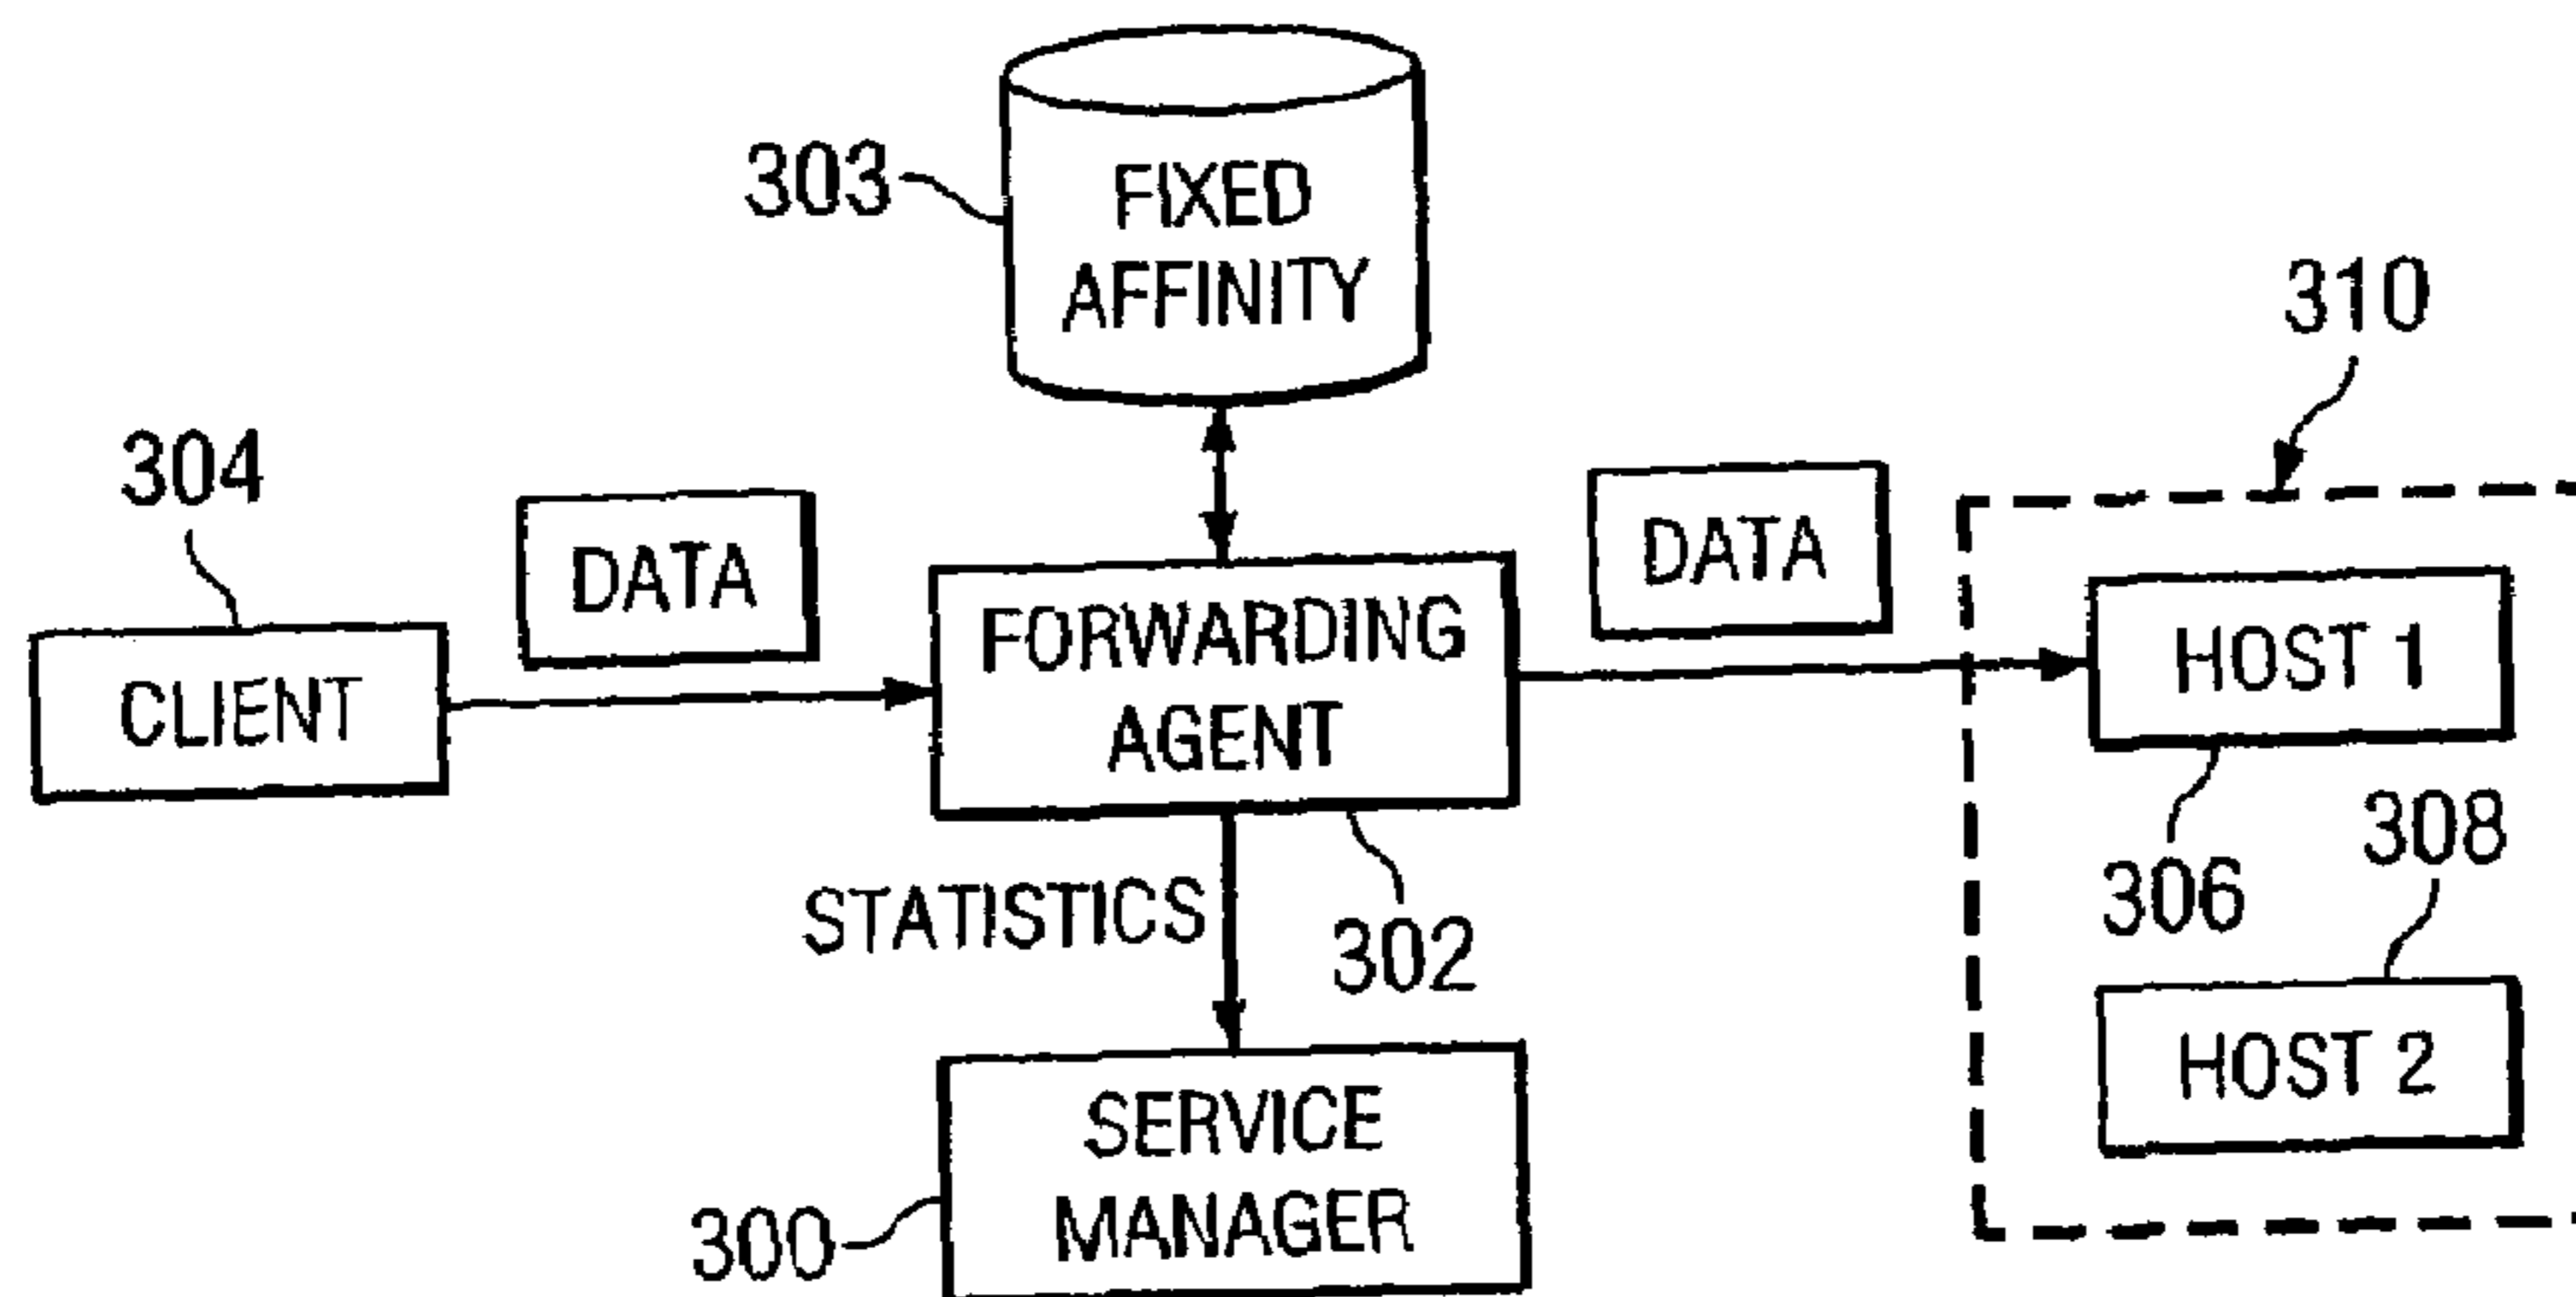 303
FIXED
AFFINITY
310
304
DATA
DATA
CLIENT
FORWARDING
AGENT
HOST 1
STATISTICS
302
306
308
HOST 2
300
SERVICE
MANAGER